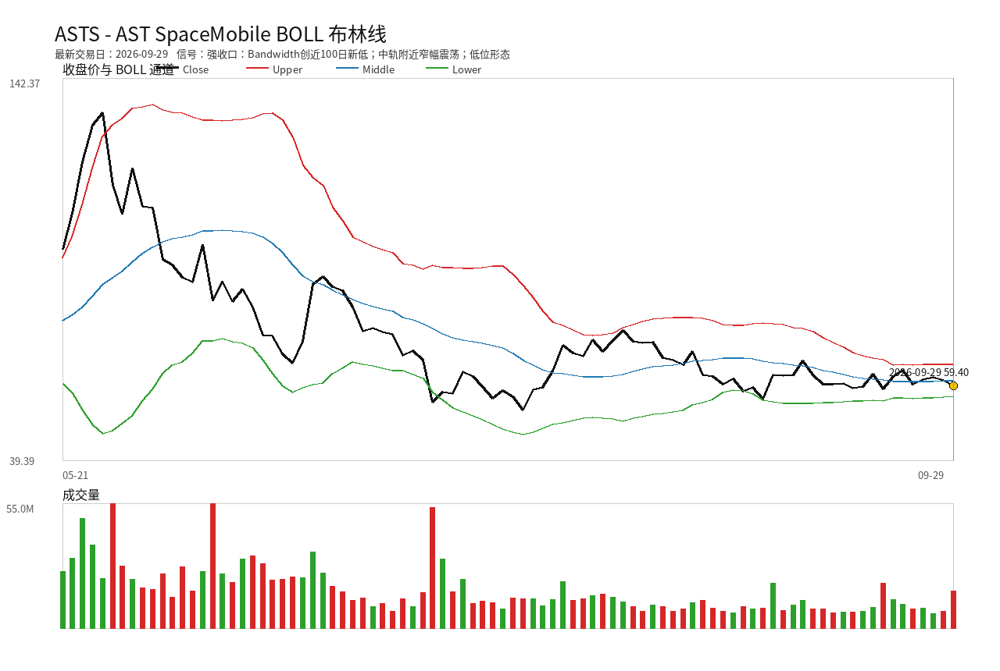 ASTS - AST SpaceMobile BOLL 布林线
最新交易日：2026-09-29 信号：强收口：Bandwidth创近100日新低；中轨附近窄幅震荡；低位形态
收盘价与 BOLL 通道 Close Upper Middle Lower
142.37
2026-09-29 59.40
39.39
05-21 09-29
成交量
55.0M